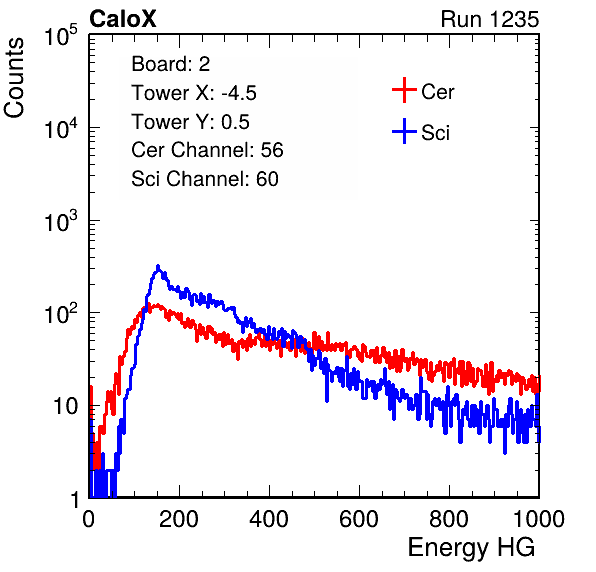 CaloX Run 1235
Counts
10^5
10^4
10^3
10^2
10
1
Board: 2
Tower X: -4.5
Tower Y: 0.5
Cer Channel: 56
Sci Channel: 60
Cer
Sci
0 200 400 600 800 1000
Energy HG